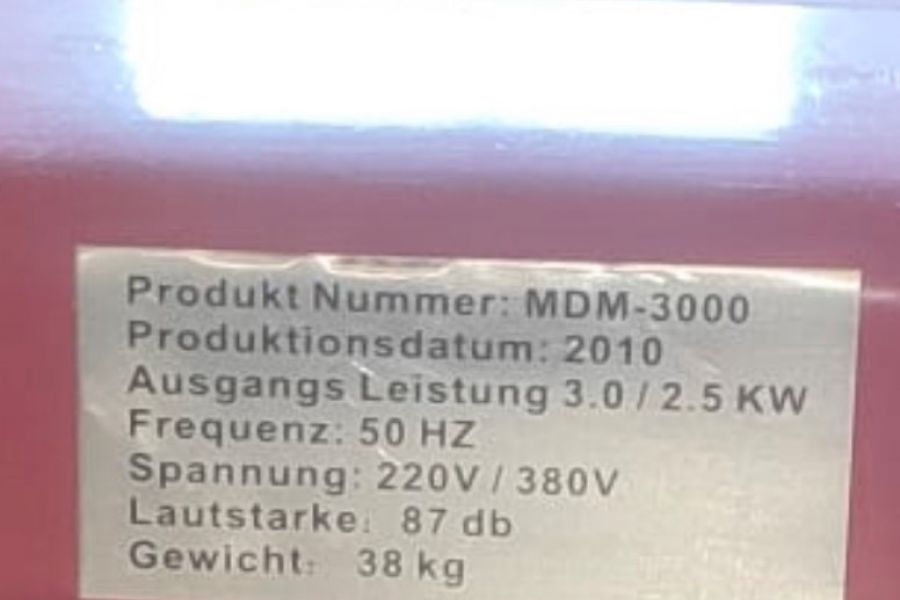 Produkt Nummer: MDM-3000
Produktionsdatum: 2010
Ausgangs Leistung 3.0 / 2.5 KW
Frequenz: 50 HZ
Spannung: 220V / 380V
Lautstarke: 87 db
Gewicht: 38 kg